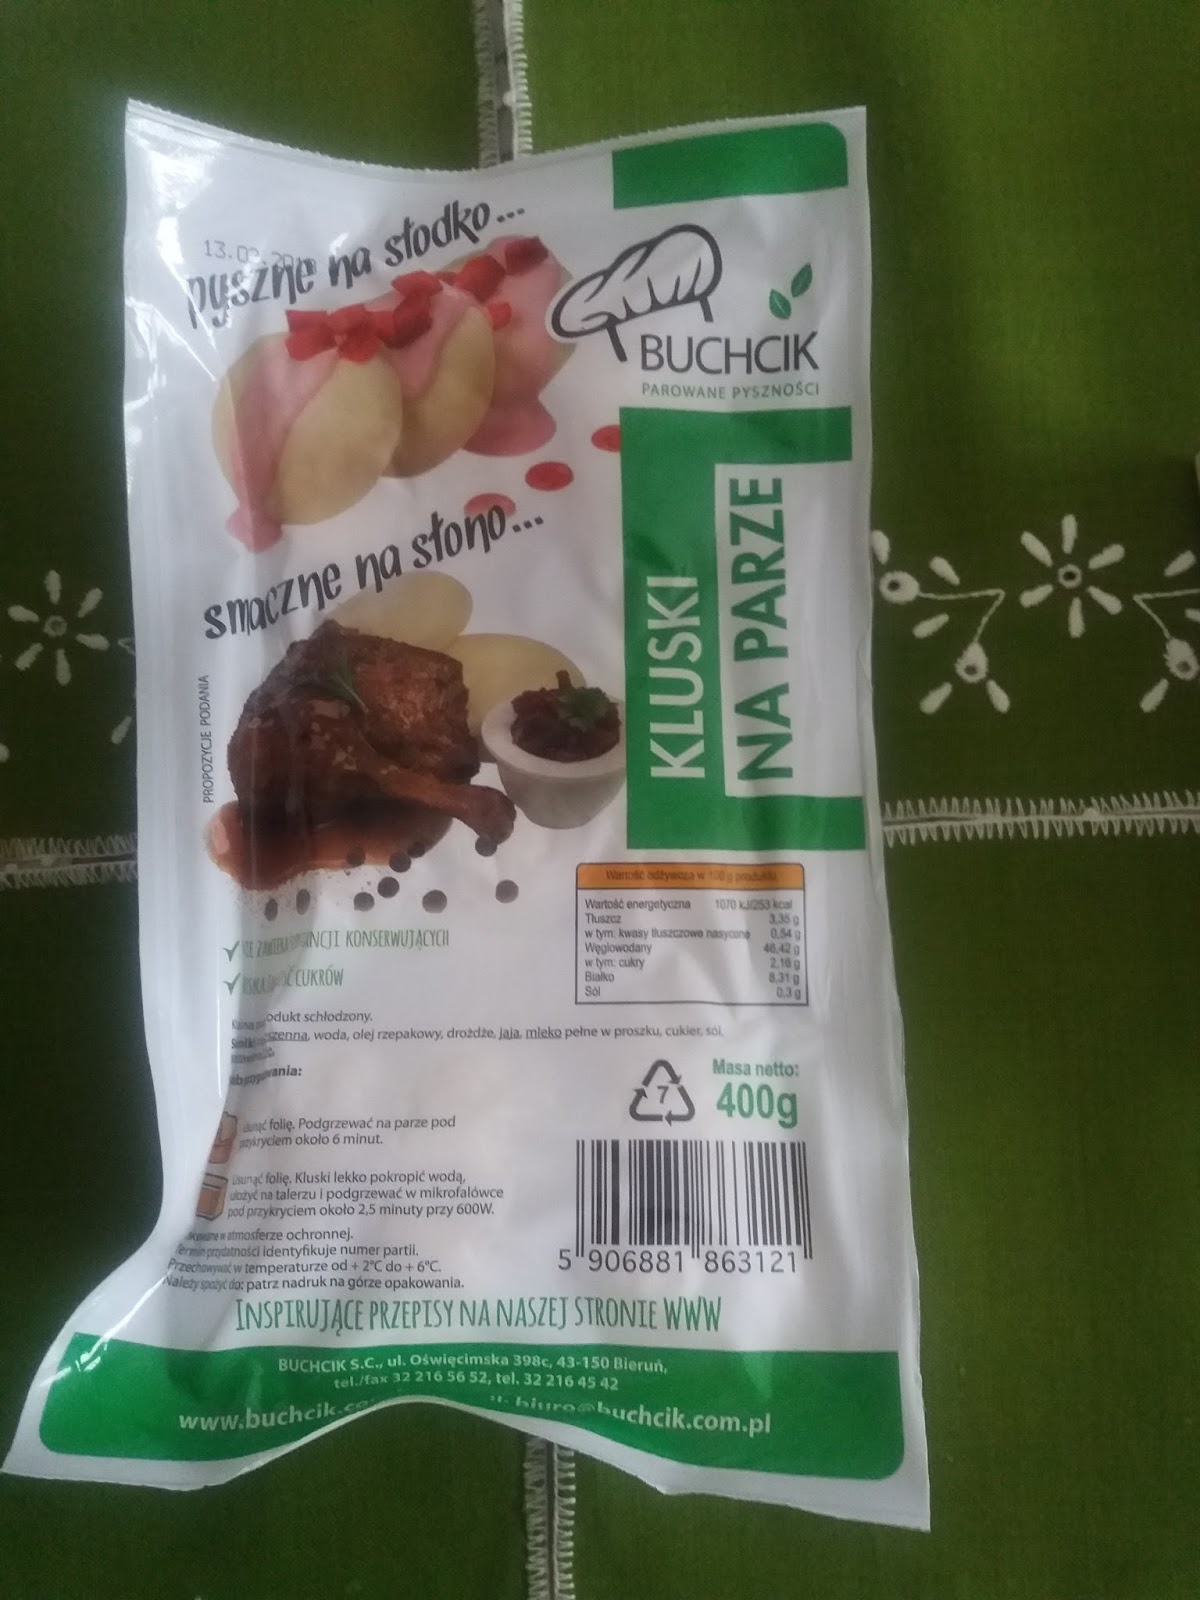 pyszne na słodko...
BUCHCIK
PAROWANE PYSZNOŚCI
smaczne na słono...
KLUSKI
NA PARZE
PROPOZYCJE PODANIA
Wartość odżywcza w 100 g produktu
Wartość energetyczna 1070 kJ/253 kcal
Tłuszcz 3,35 g
w tym: kwasy tłuszczowe nasycone 0,54 g
Węglowodany 46,42 g
w tym: cukry 2,16 g
Białko 8,31 g
Sól 0,3 g
KONSERWUJĄCYCH
CUKRÓW
schłodzony.
woda, olej rzepakowy, drożdże, jaja, mleko pełne w proszku, cukier, sól.
Masa netto:
400g
7
folię. Podgrzewać na parze pod
przykryciem około 6 minut.
Usunąć folię. Kluski lekko pokropić wodą,
ułożyć na talerzu i podgrzewać w mikrofalówce
pod przykryciem około 2,5 minuty przy 600W.
w atmosferze ochronnej.
Termin przydatności identyfikuje numer partii.
Przechowywać w temperaturze od + 2°C do + 6°C.
Należy spożyć do: patrz nadruk na górze opakowania.
5 906881 863121
INSPIRUJĄCE PRZEPISY NA NASZEJ STRONIE WWW
BUCHCIK S.C., ul. Oświęcimska 398c, 43-150 Bieruń,
tel./fax 32 216 56 52, tel. 32 216 45 42
biuro@buchcik.com.pl